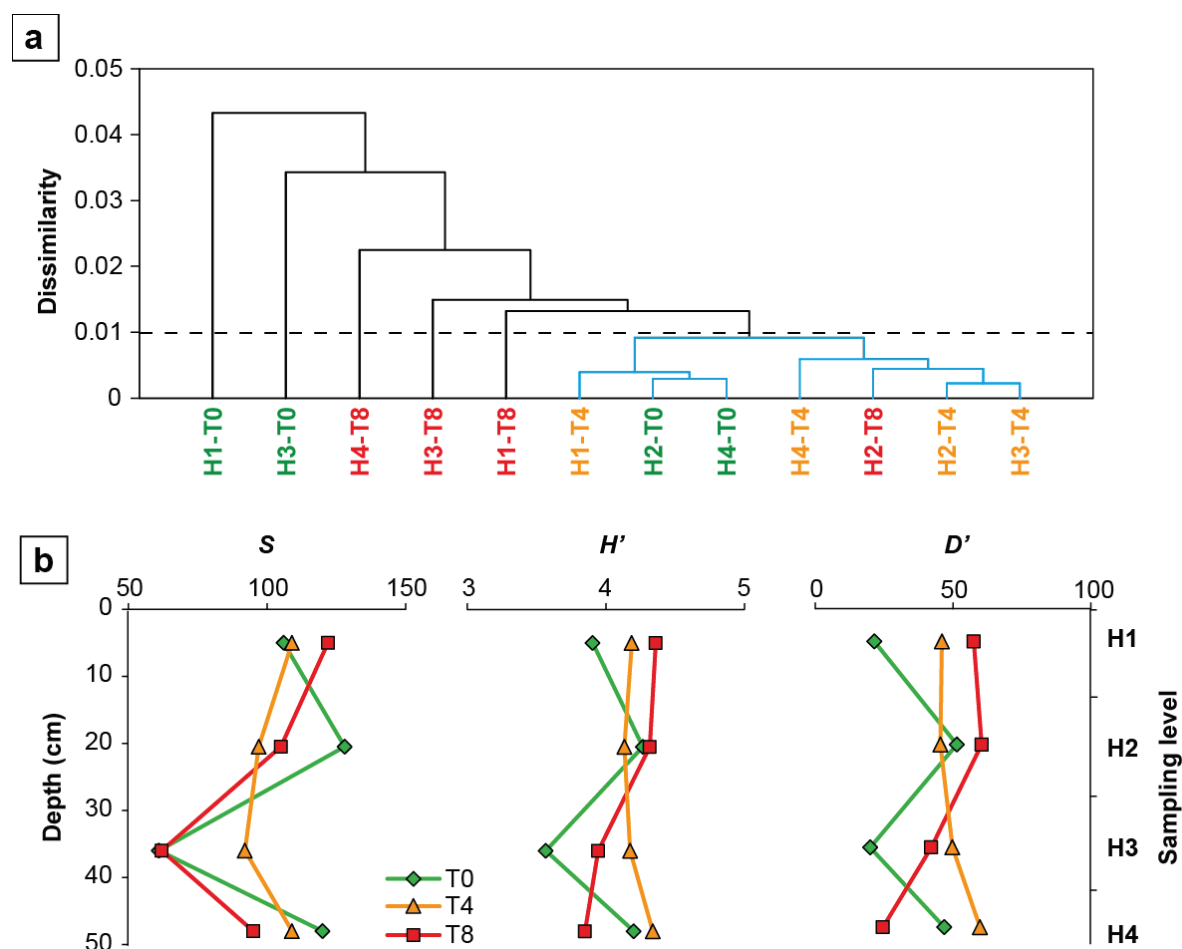 a
0.05
0.04
0.03
0.02
0.01
0
Dissimilarity
H1-T0 H3-T0 H4-T8 H3-T8 H1-T8 H1-T4 H2-T0 H4-T0 H4-T4 H2-T8 H2-T4 H3-T4
b
S H’ D’
50 100 150 3 4 5 0 50 100
0
10
20
30
40
50
Depth (cm)
H1
H2
H3
H4
Sampling level
T0
T4
T8